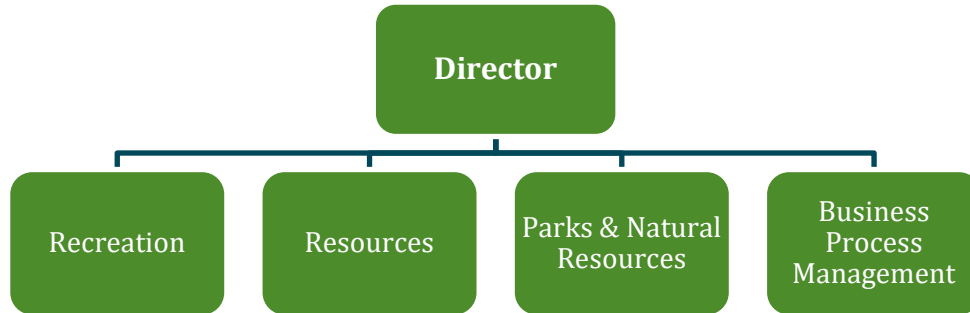 Director
Recreation
Resources
Parks & Natural
Resources
Business
Process
Management